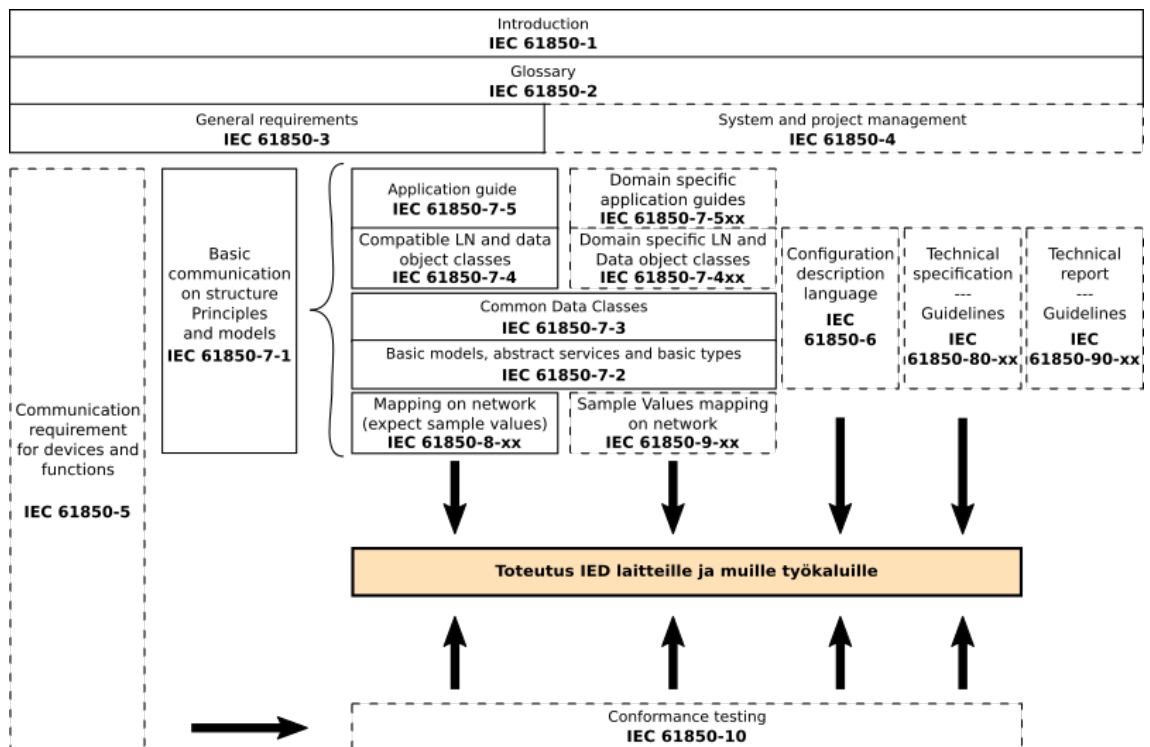 Introduction
IEC 61850-1
Glossary
IEC 61850-2
General requirements
IEC 61850-3
System and project management
IEC 61850-4
Communication
requirement
for devices and
functions
IEC 61850-5
Basic
communication
on structure
Principles
and models
IEC 61850-7-1
Application guide
IEC 61850-7-5
Domain specific
application guides
IEC 61850-7-5xx
Compatible LN and data
object classes
IEC 61850-7-4
Domain specific LN and
Data object classes
IEC 61850-7-4xx
Common Data Classes
IEC 61850-7-3
Basic models, abstract services and basic types
IEC 61850-7-2
Mapping on network
(expect sample values)
IEC 61850-8-xx
Sample Values mapping
on network
IEC 61850-9-xx
Configuration
description
language
IEC
61850-6
Technical
specification
---
Guidelines
IEC
61850-80-xx
Technical
report
---
Guidelines
IEC
61850-90-xx
Toteutus IED laitteille ja muille työkaluille
Conformance testing
IEC 61850-10